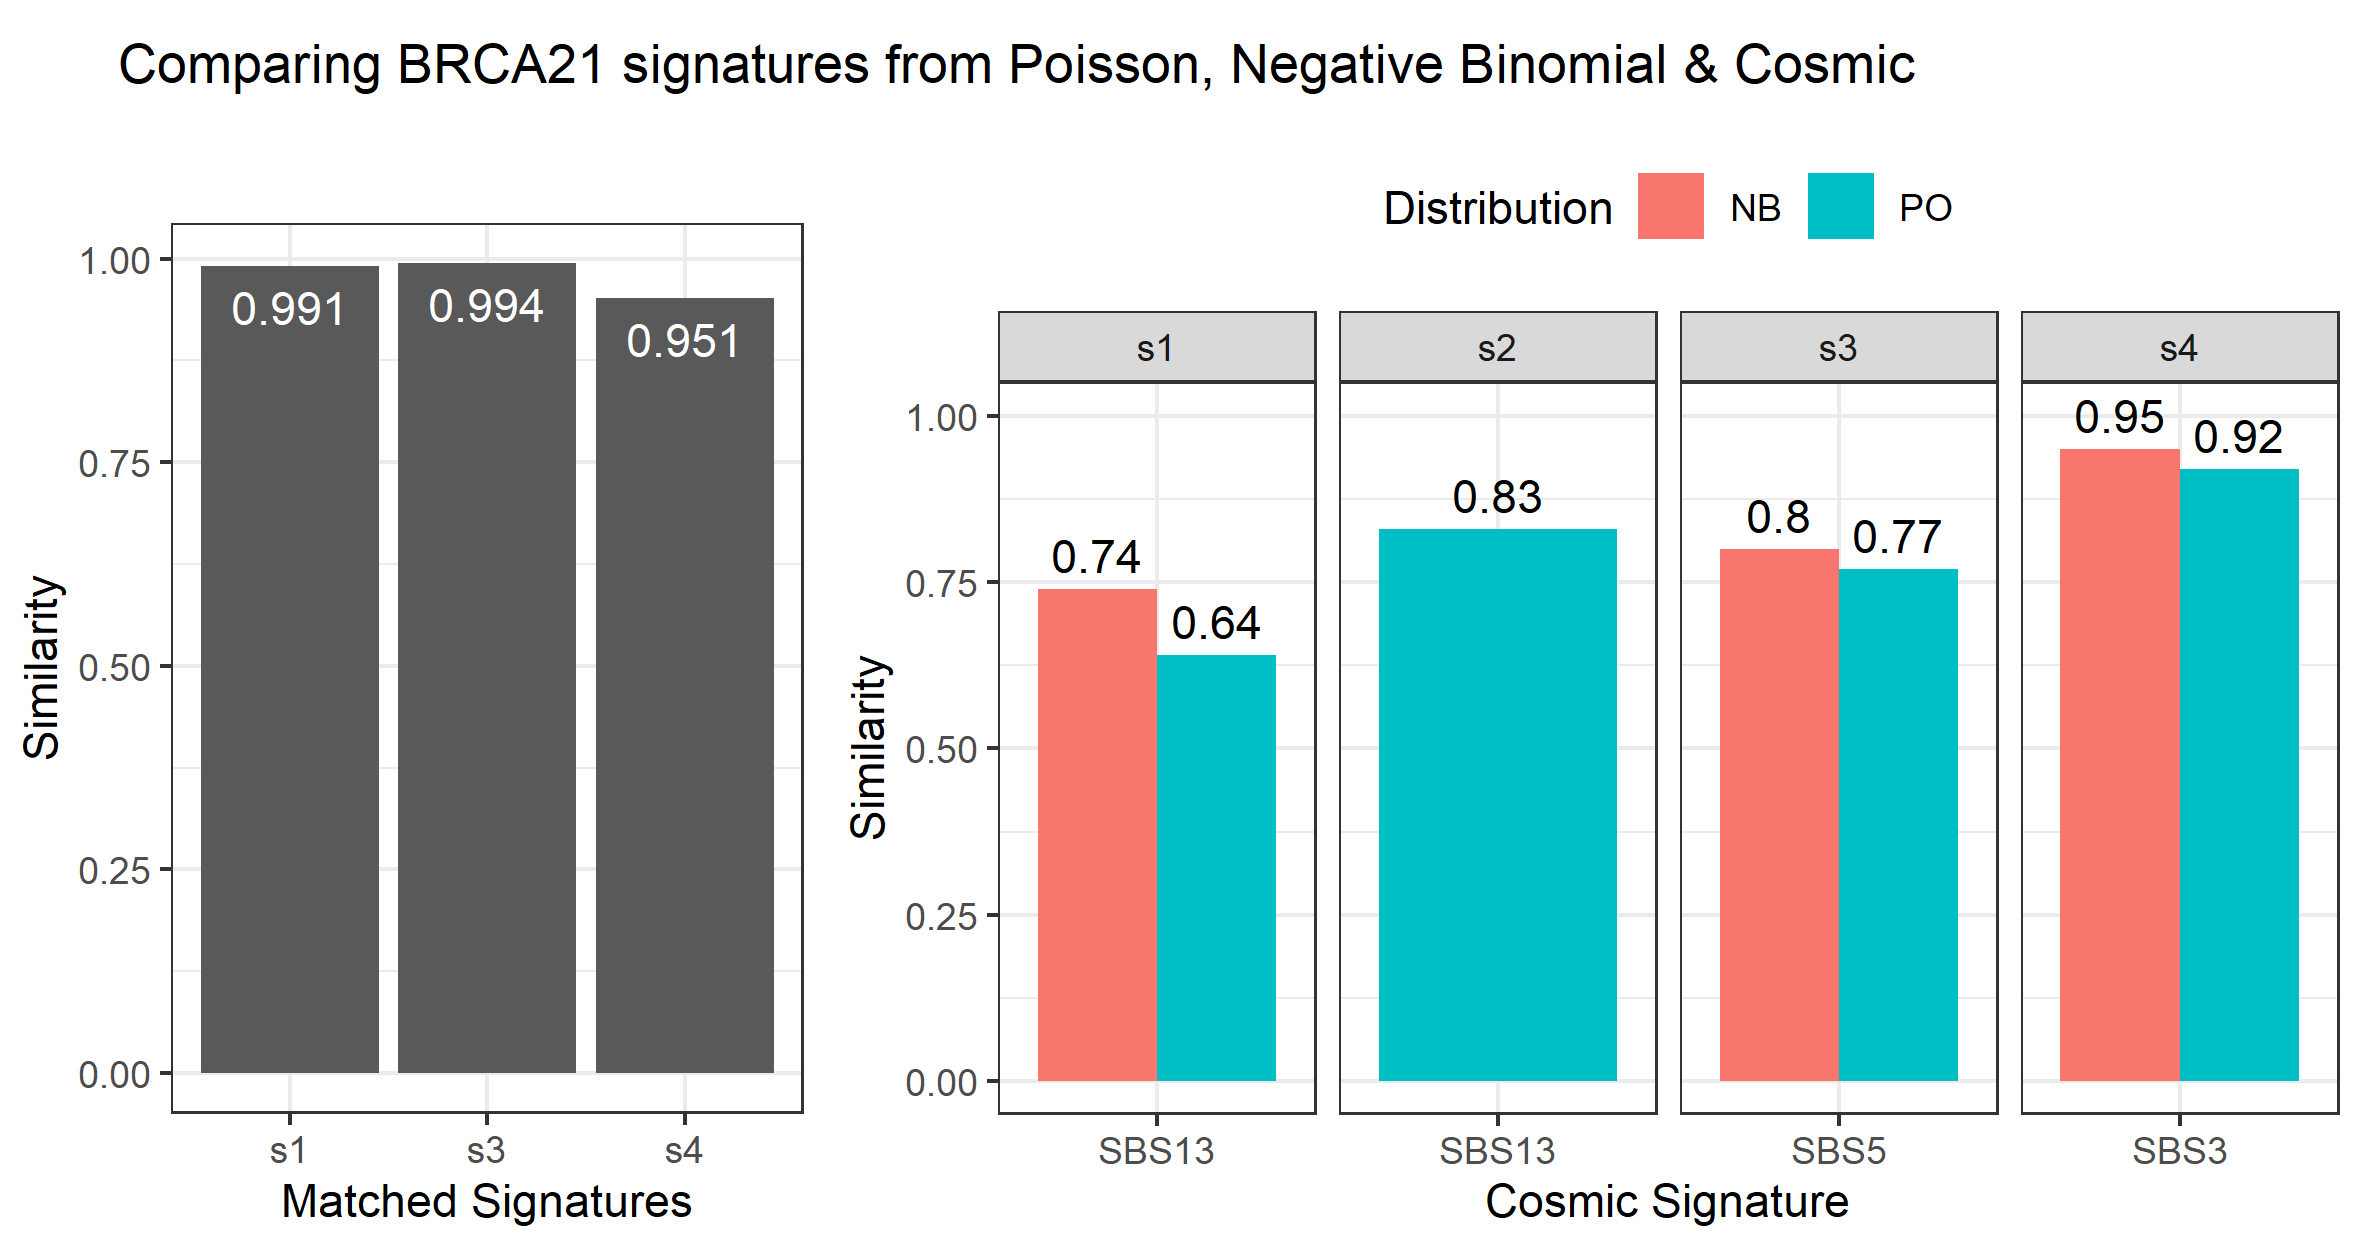 Comparing BRCA21 signatures from Poisson, Negative Binomial & Cosmic
Similarity
1.00
0.75
0.50
0.25
0.00
0.991
0.994
0.951
s1
s3
s4
Matched Signatures
Distribution NB PO
Similarity
1.00
0.75
0.50
0.25
0.00
s1
0.74
0.64
SBS13
s2
0.83
SBS13
s3
0.8
0.77
SBS5
s4
0.95
0.92
SBS3
Cosmic Signature